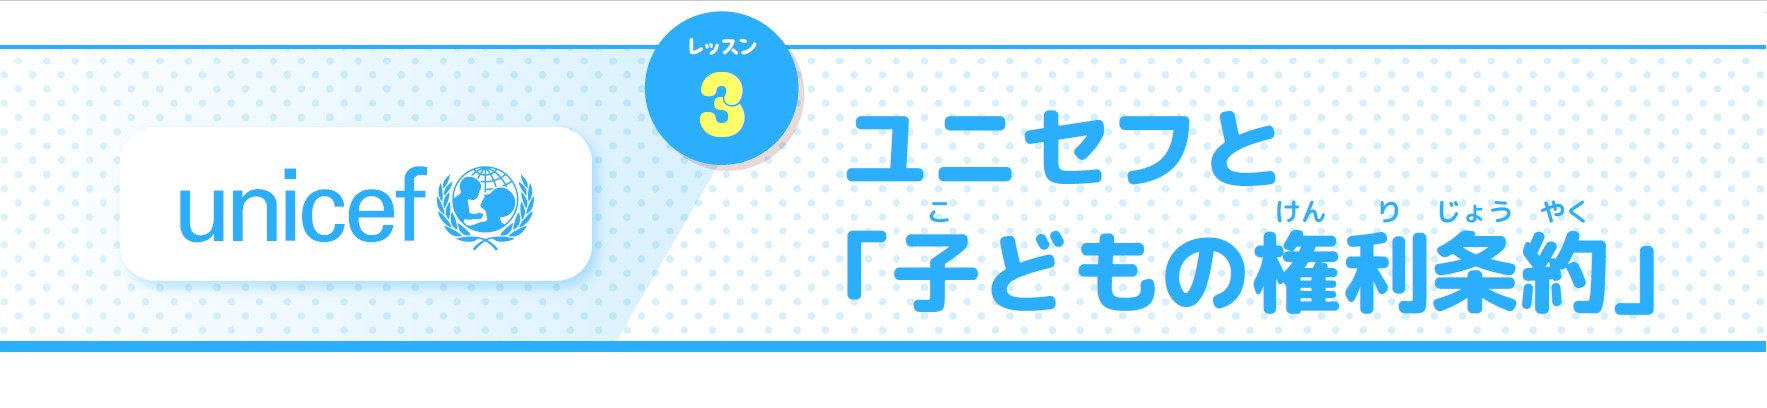 unicef
レッスン
3
ユニセフと
こ けん り じょう やく
「子どもの権利条約」